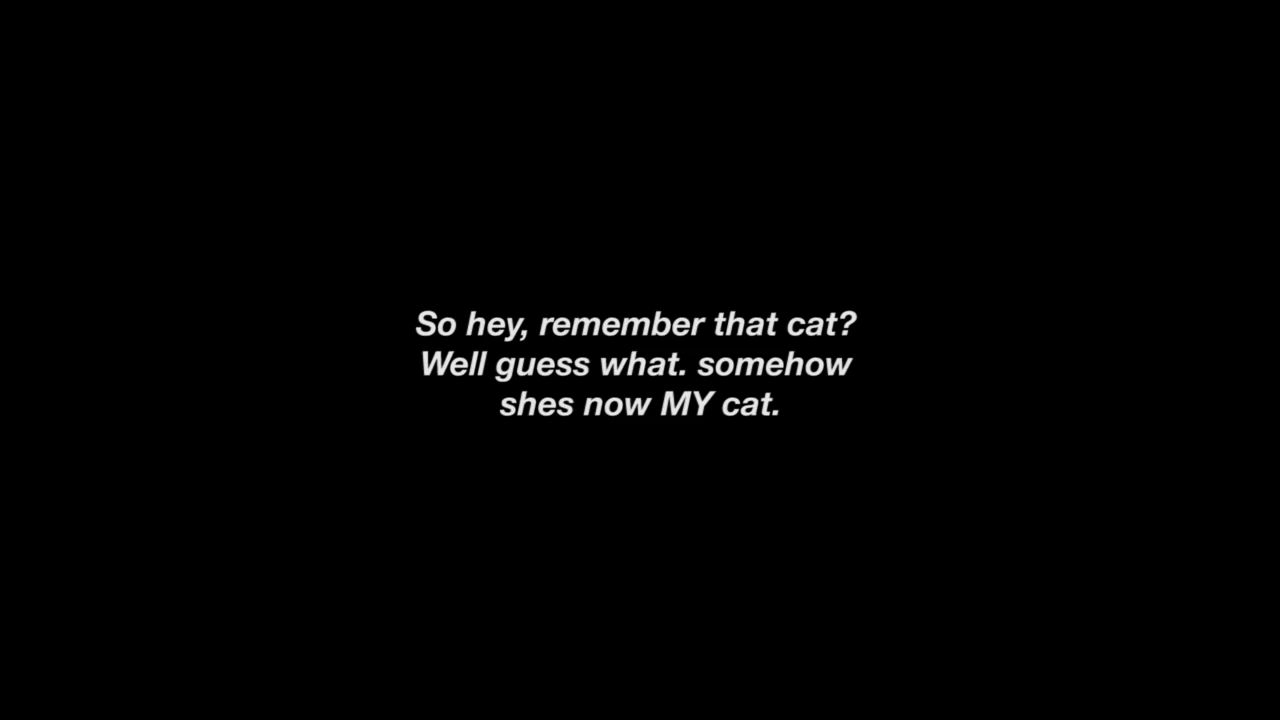 So hey, remember that cat?
Well guess what. somehow
shes now MY cat.